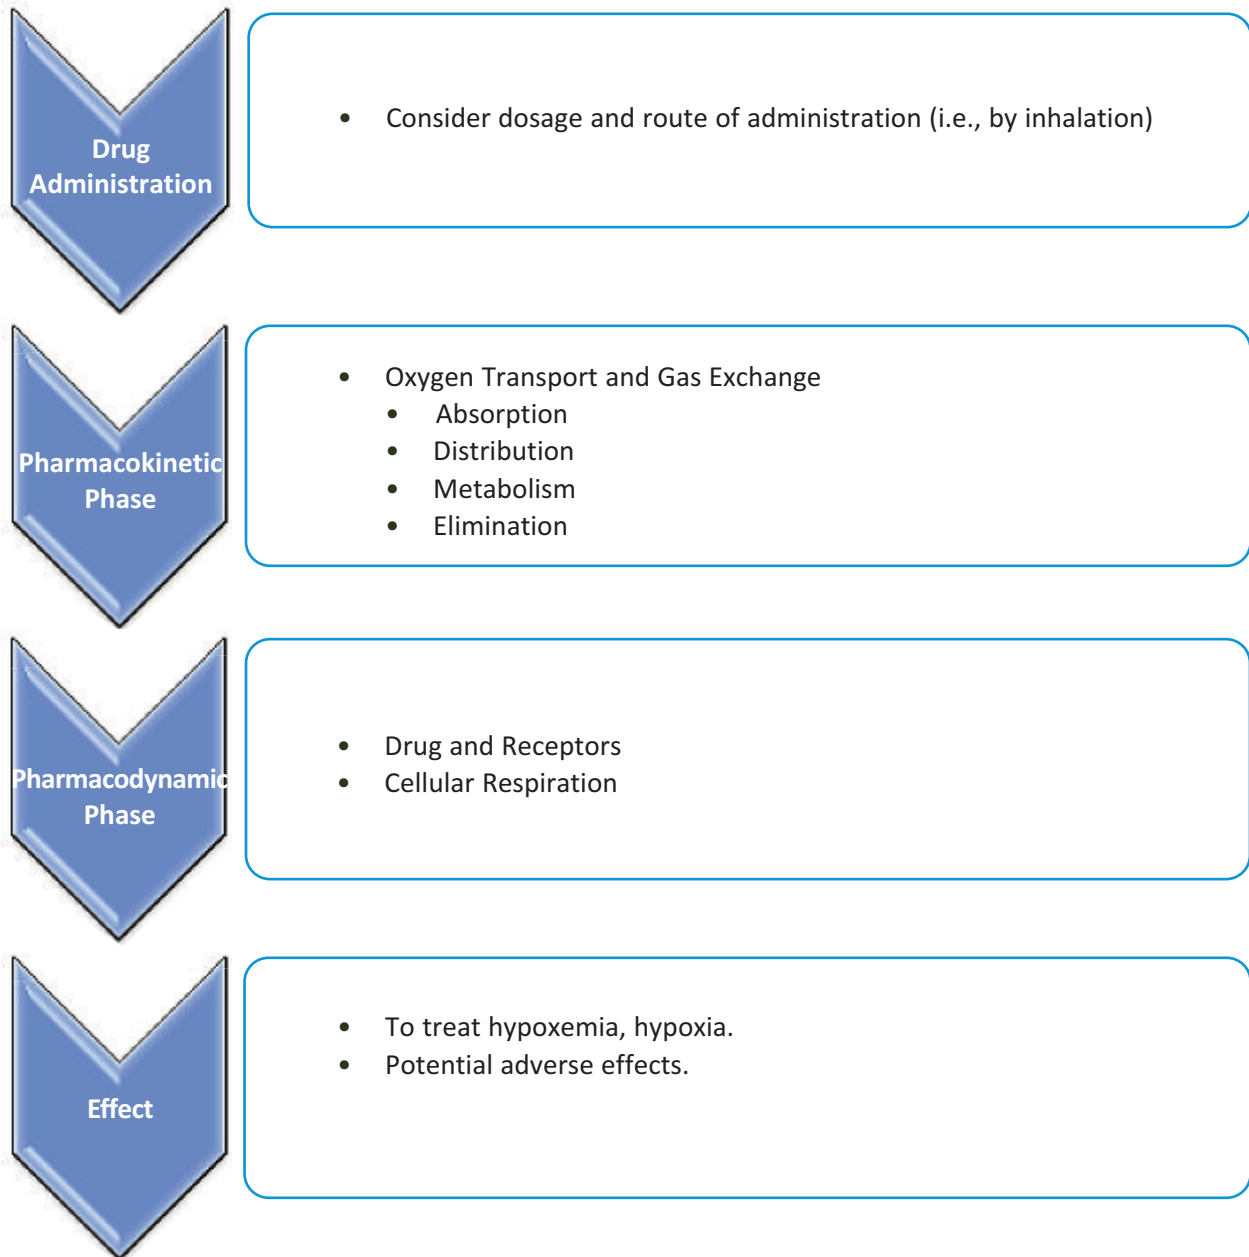 Drug
Administration
• Consider dosage and route of administration (i.e., by inhalation)
Pharmacokinetic
Phase
• Oxygen Transport and Gas Exchange
• Absorption
• Distribution
• Metabolism
• Elimination
Pharmacodynamic
Phase
• Drug and Receptors
• Cellular Respiration
Effect
• To treat hypoxemia, hypoxia.
• Potential adverse effects.